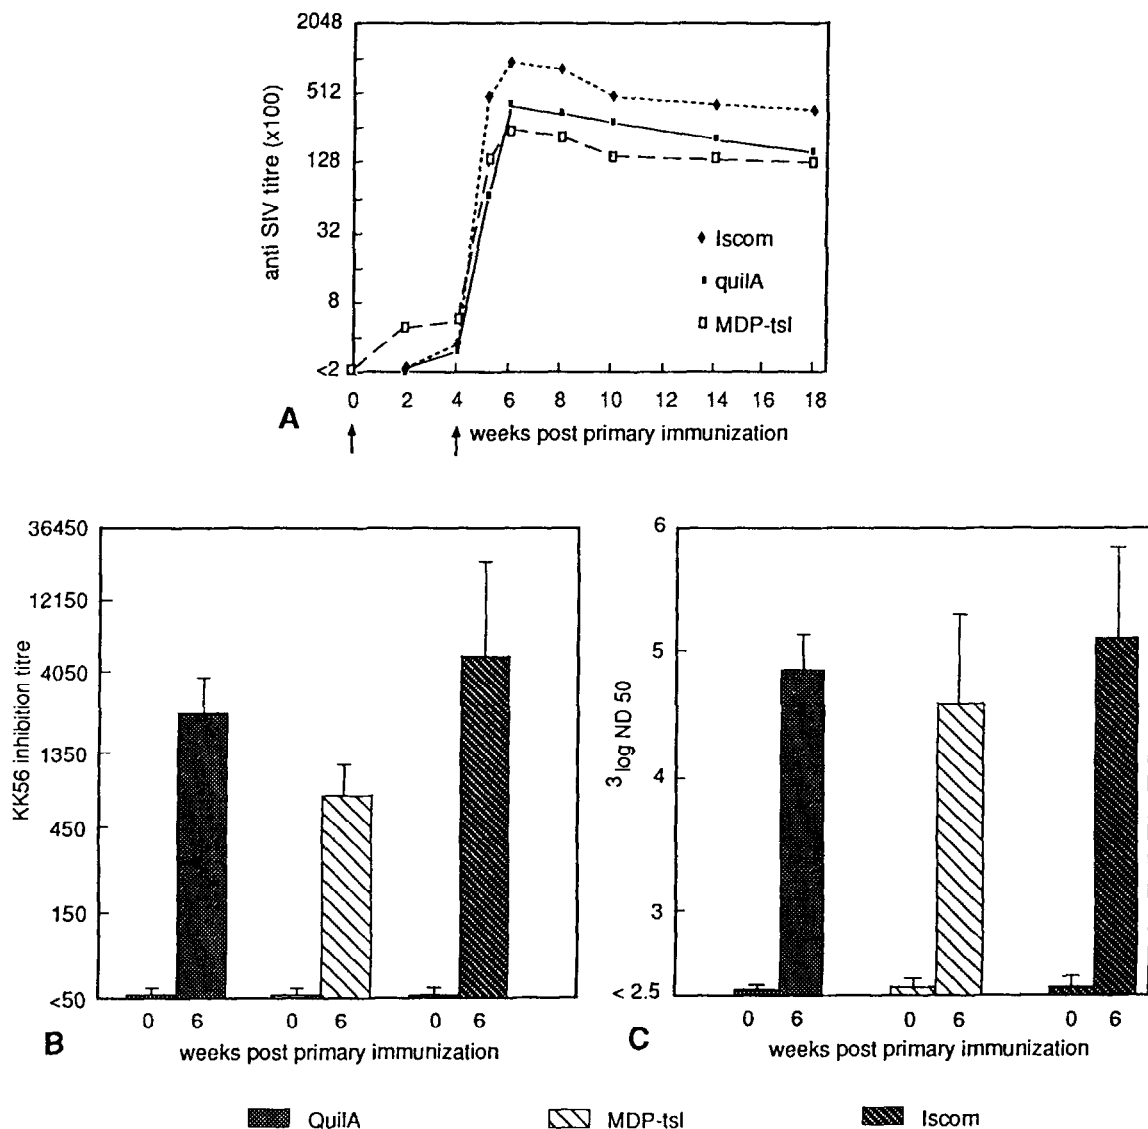 2048
512
128
32
8
<2
anti SIV titre (x100)
Iscom
quilA
MDP-tsl
0 2 4 6 8 10 12 14 16 18
A
weeks post primary immunization
36450
12150
4050
1350
450
150
<50
KK56 inhibition titre
0 6 0 6 0 6
B
weeks post primary immunization
6
5
4
3
< 2.5
3log ND 50
0 6 0 6 0 6
C
weeks post primary immunization
QuilA MDP-tsl Iscom